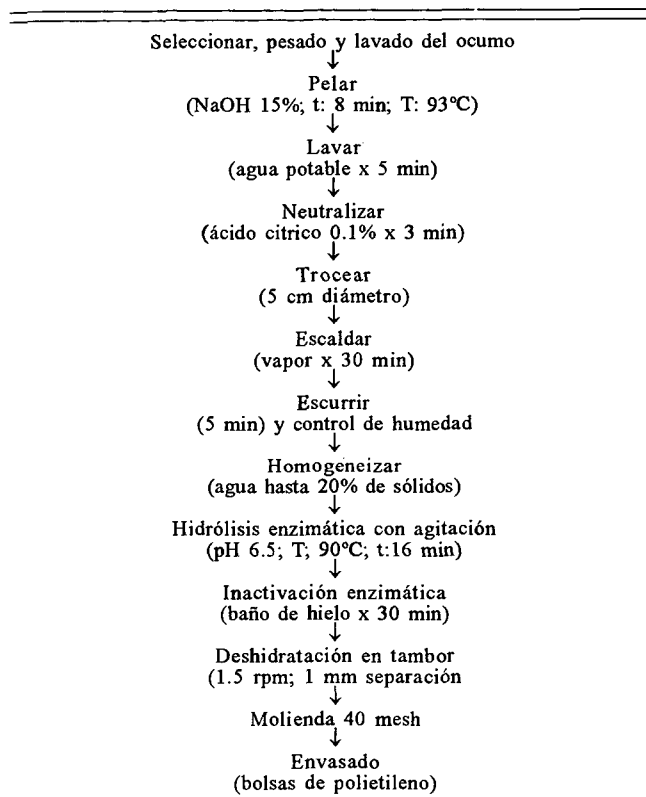 Seleccionar, pesado y lavado del ocumo
↓
Pelar
(NaOH 15%; t: 8 min; T: 93ºC)
↓
Lavar
(agua potable x 5 min)
↓
Neutralizar
(ácido cítrico 0.1% x 3 min)
↓
Trocear
(5 cm diámetro)
↓
Escaldar
(vapor x 30 min)
↓
Escurrir
(5 min) y control de humedad
↓
Homogeneizar
(agua hasta 20% de sólidos)
↓
Hidrólisis enzimática con agitación
(pH 6.5; T; 90ºC; t:16 min)
↓
Inactivación enzimática
(baño de hielo x 30 min)
↓
Deshidratación en tambor
(1.5 rpm; 1 mm separación
↓
Molienda 40 mesh
↓
Envasado
(bolsas de polietileno)